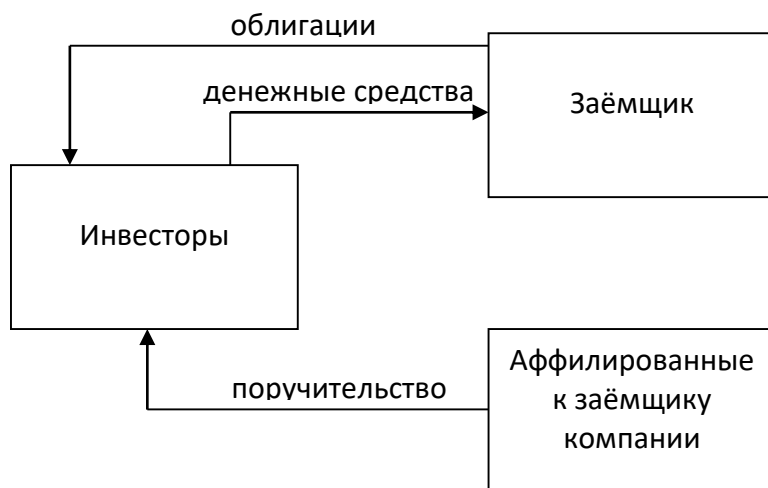 облигации
денежные средства
Заёмщик
Инвесторы
поручительство
Аффилированные
к заёмщику
компании